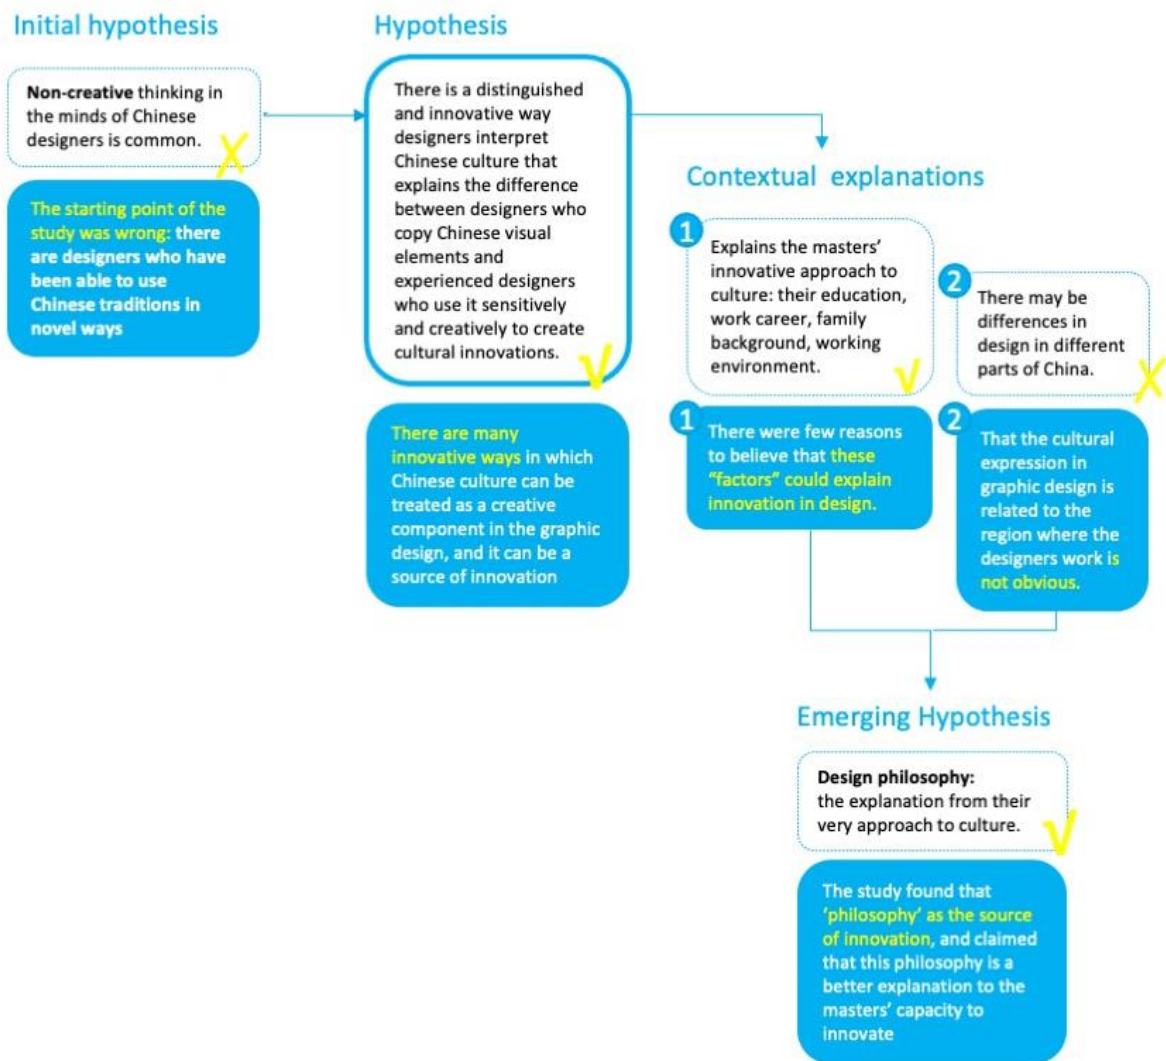 Initial hypothesis
Non-creative thinking in
the minds of Chinese
designers is common.
X
The starting point of the
study was wrong: there
are designers who have
been able to use
Chinese traditions in
novel ways
Hypothesis
There is a distinguished
and innovative way
designers interpret
Chinese culture that
explains the difference
between designers who
copy Chinese visual
elements and
experienced designers
who use it sensitively
and creatively to create
cultural innovations.
√
There are many
innovative ways in which
Chinese culture can be
treated as a creative
component in the graphic
design, and it can be a
source of innovation
Contextual explanations
1
Explains the masters’
innovative approach to
culture: their education,
work career, family
background, working
environment.
√
1
There were few reasons
to believe that these
“factors” could explain
innovation in design.
2
There may be
differences in
design in different
parts of China.
X
2
That the cultural
expression in
graphic design is
related to the
region where the
designers work is
not obvious.
Emerging Hypothesis
Design philosophy:
the explanation from their
very approach to culture.
√
The study found that
‘philosophy’ as the source
of innovation, and claimed
that this philosophy is a
better explanation to the
masters’ capacity to
innovate